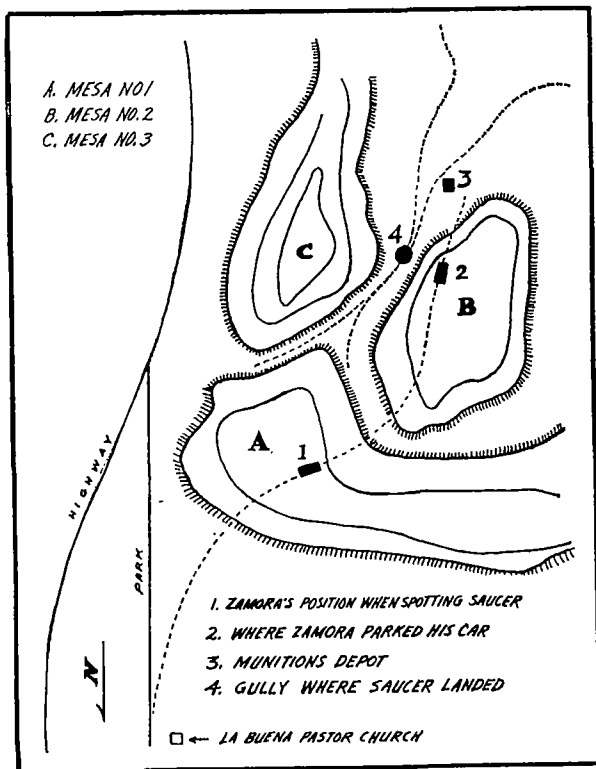 A. MESA NO1
B. MESA NO.2
C. MESA NO.3
3
4
C
2
B
A
1
HIGHWAY
PARK
1. ZAMORA'S POSITION WHEN SPOTTING SAUCER
2. WHERE ZAMORA PARKED HIS CAR
3. MUNITIONS DEPOT
4. GULLY WHERE SAUCER LANDED
N
LA BUENA PASTOR CHURCH